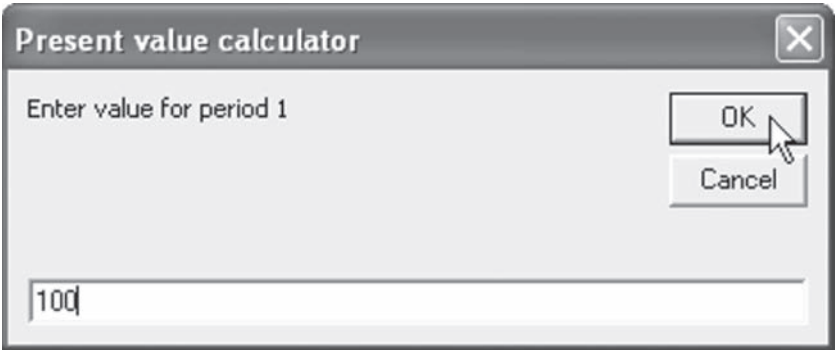 Present value calculator
Enter value for period 1
OK
Cancel
100